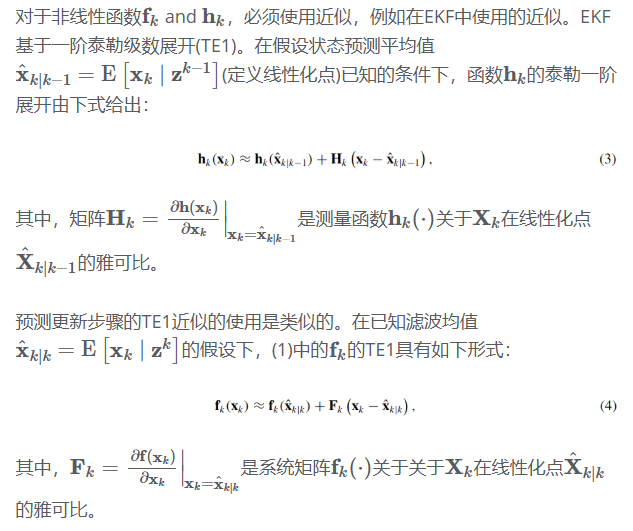 对于非线性函数𝐟ₖ and 𝐡ₖ，必须使用近似，例如在EKF中使用的近似。EKF
基于一阶泰勒级数展开(TE1)。在假设状态预测平均值
$\hat{\mathbf{x}}_{k|k-1} = \mathrm{E}\left[\mathbf{x}_k \mid \mathbf{z}^{k-1}\right]$(定义线性化点)已知的条件下，函数$\mathbf{h}_k$的泰勒一阶
展开由下式给出：
$\mathbf{h}_k(\mathbf{x}_k) \approx \mathbf{h}_k(\hat{\mathbf{x}}_{k|k-1}) + \mathbf{H}_k\left(\mathbf{x}_k - \hat{\mathbf{x}}_{k|k-1}\right),$ (3)
其中，矩阵$\mathbf{H}_k = \left.\frac{\partial \mathbf{h}(\mathbf{x}_k)}{\partial \mathbf{x}_k}\right|_{\mathbf{x}_k=\hat{\mathbf{x}}_{k|k-1}}$是测量函数$\mathbf{h}_k(\cdot)$关于$\mathbf{X}_k$在线性化点
$\hat{\mathbf{X}}_{k|k-1}$的雅可比。
预测更新步骤的TE1近似的使用是类似的。在已知滤波均值
$\hat{\mathbf{x}}_{k|k} = \mathrm{E}\left[\mathbf{x}_k \mid \mathbf{z}^k\right]$的假设下，(1)中的$\mathbf{f}_k$的TE1具有如下形式：
$\mathbf{f}_k(\mathbf{x}_k) \approx \mathbf{f}_k(\hat{\mathbf{x}}_{k|k}) + \mathbf{F}_k\left(\mathbf{x}_k - \hat{\mathbf{x}}_{k|k}\right),$ (4)
其中，$\mathbf{F}_k = \left.\frac{\partial \mathbf{f}(\mathbf{x}_k)}{\partial \mathbf{x}_k}\right|_{\mathbf{x}_k=\hat{\mathbf{x}}_{k|k}}$是系统矩阵$\mathbf{f}_k(\cdot)$关于关于$\mathbf{X}_k$在线性化点$\hat{\mathbf{X}}_{k|k}$
的雅可比。